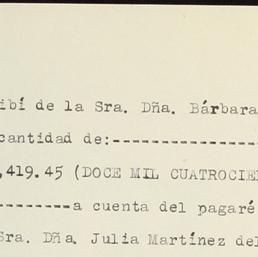 ibí de la Sra. Dña. Bárbara
cantidad de:-----------------
,419.45 (DOCE MIL CUATROCIE
---------a cuenta del pagaré
Sra. Dña. Julia Martínez del